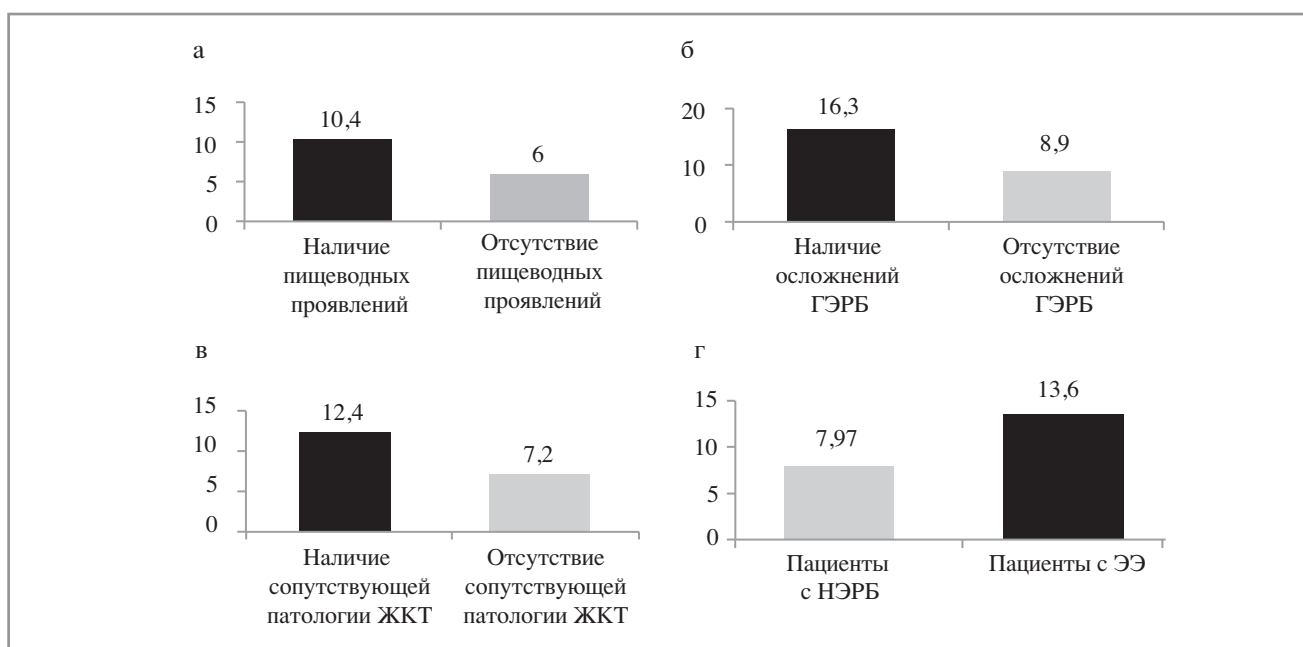 а
15
10
5
0
10,4
6
Наличие
пищеводных
проявлений
Отсутствие
пищеводных
проявлений
б
20
10
0
16,3
8,9
Наличие
осложнений
ГЭРБ
Отсутствие
осложнений
ГЭРБ
в
15
10
5
0
12,4
7,2
Наличие
сопутствующей
патологии ЖКТ
Отсутствие
сопутствующей
патологии ЖКТ
г
15
10
5
0
7,97
13,6
Пациенты
с НЭРБ
Пациенты с ЭЭ